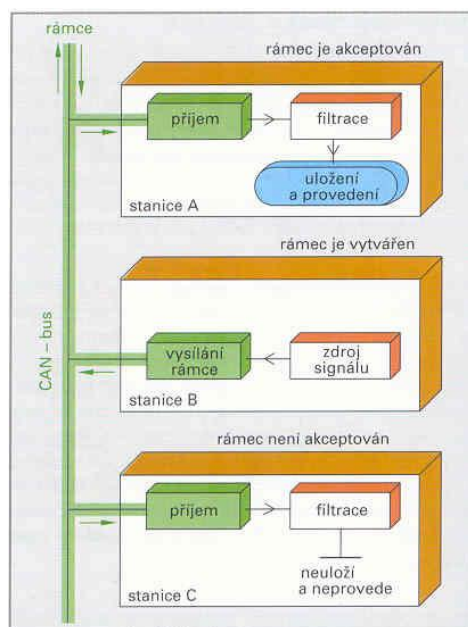 rámce
rámec je akceptován
příjem
filtrace
uložení
a provedení
stanice A
rámec je vytvářen
CAN – bus
vysílání
rámce
zdroj
signálu
stanice B
rámec není akceptován
příjem
filtrace
neuloží
a neprovede
stanice C